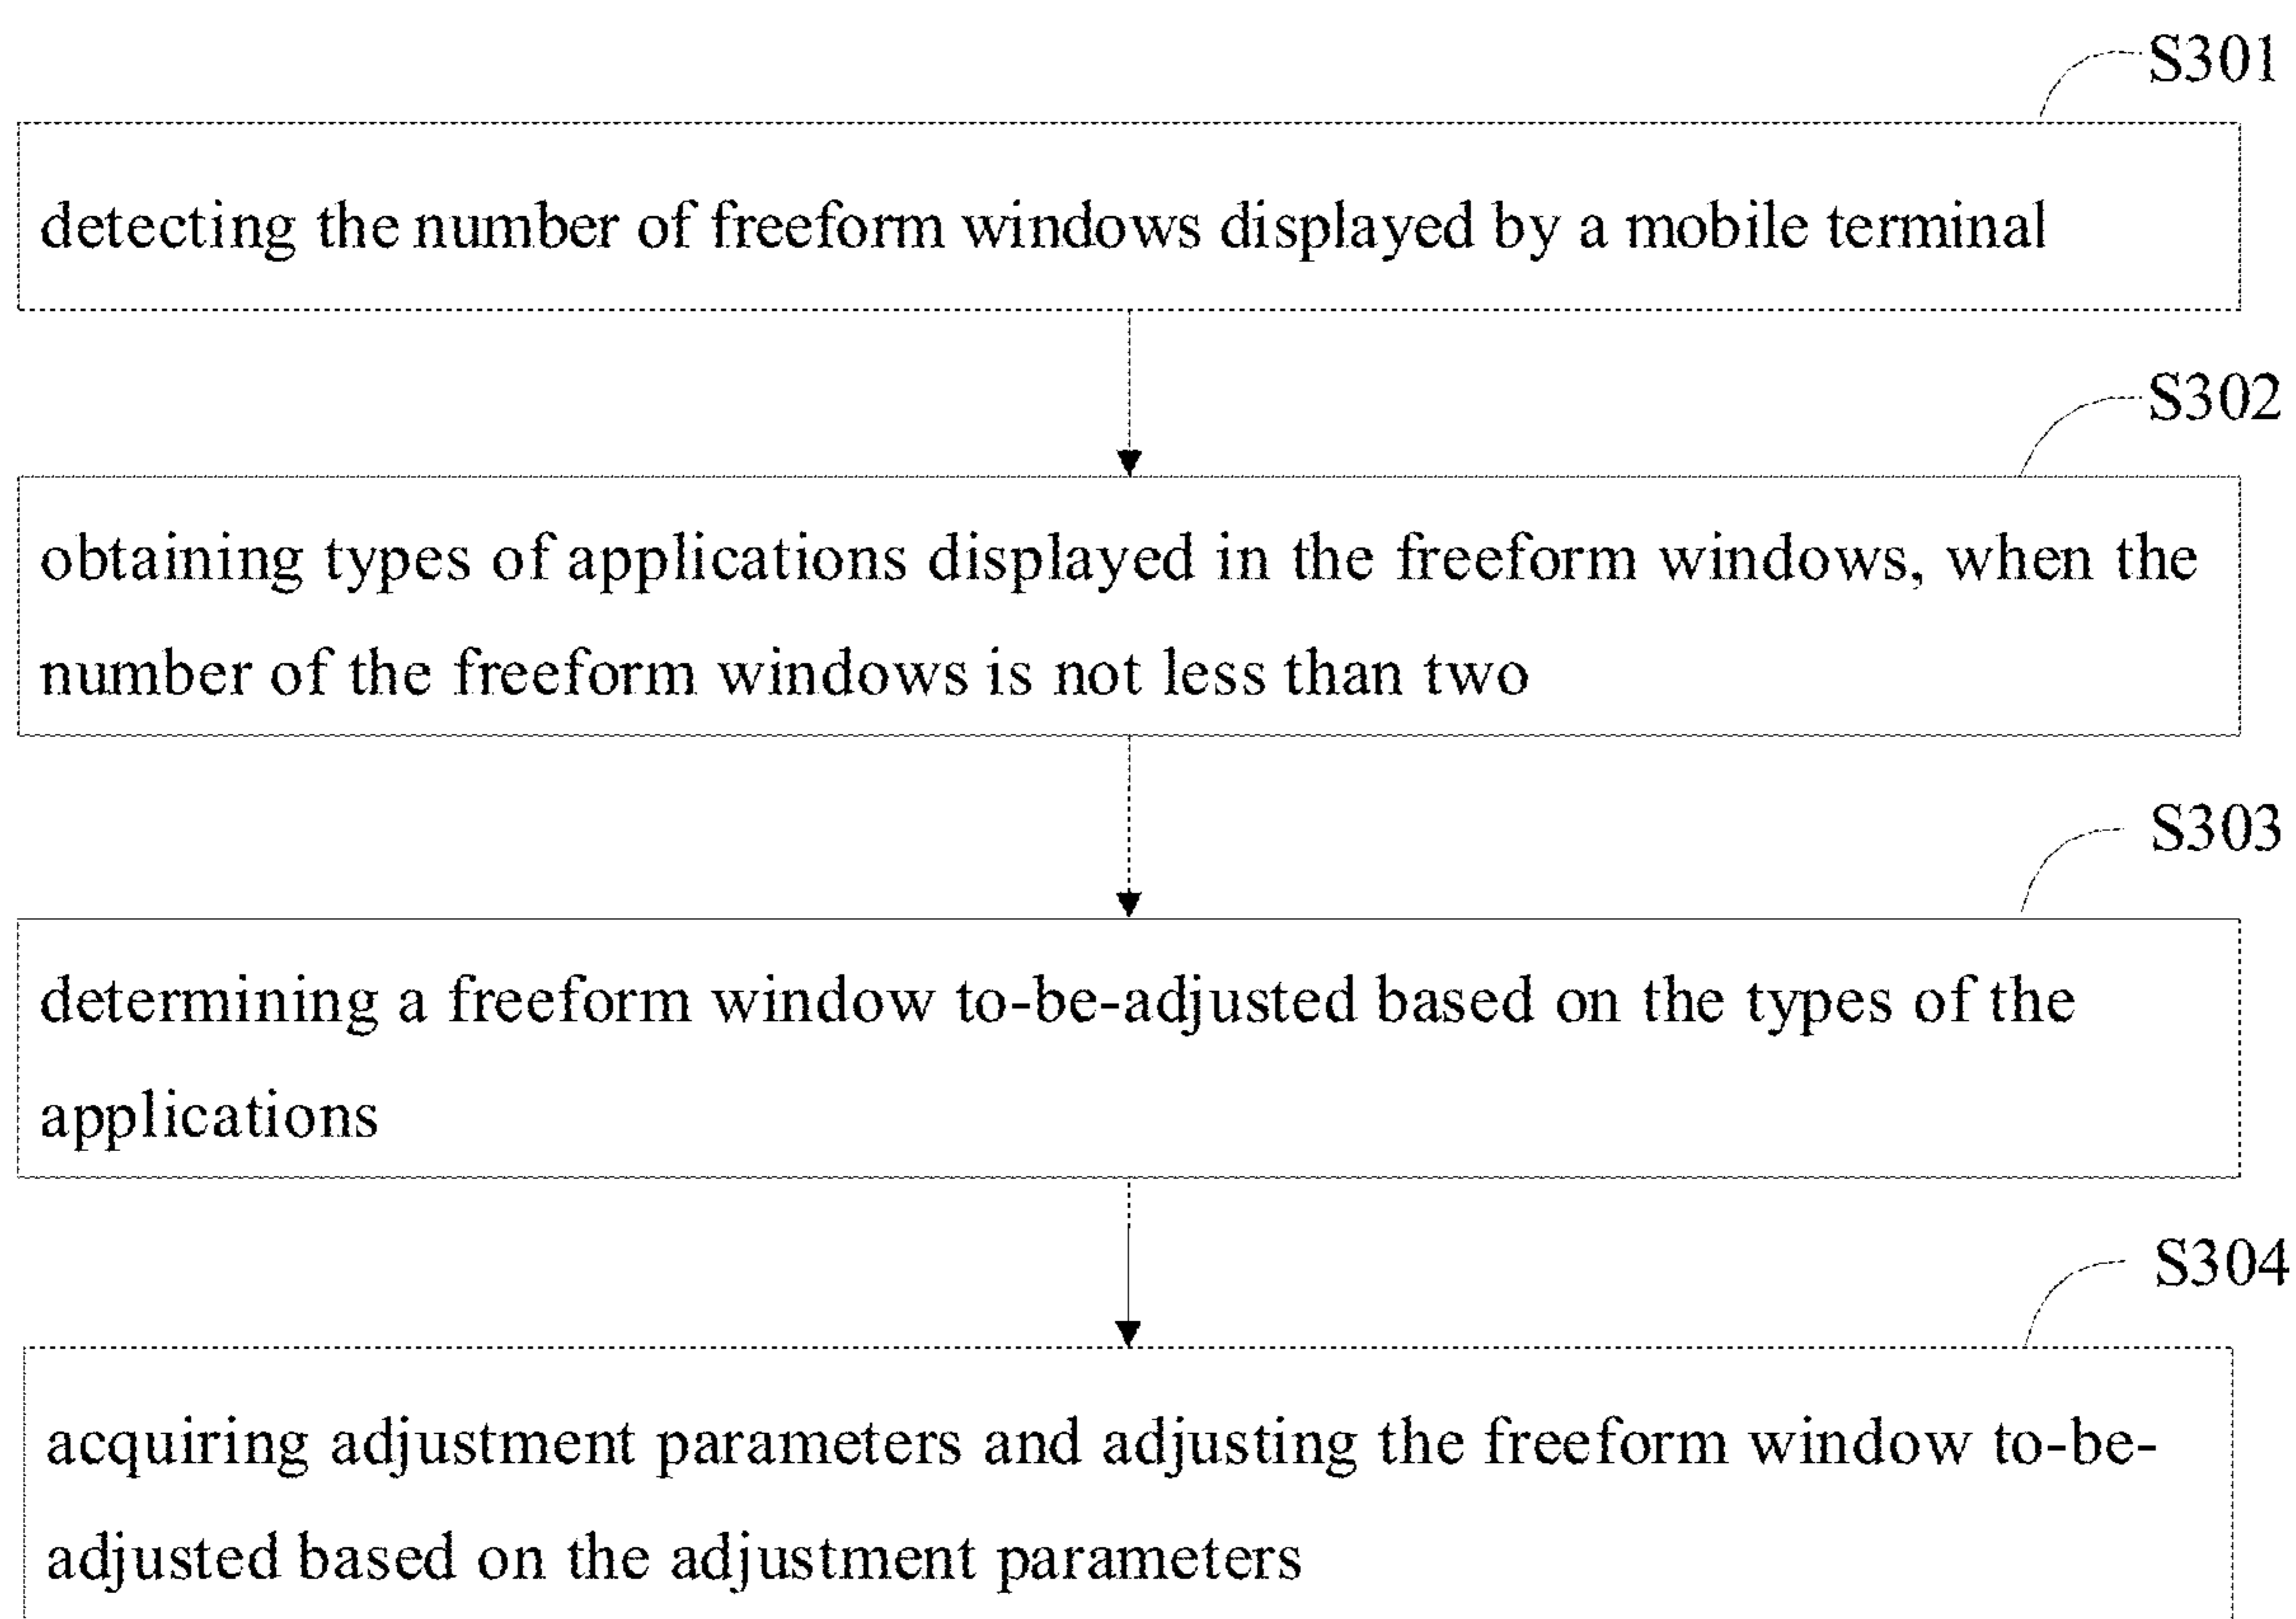 S301
detecting the number of freeform windows displayed by a mobile terminal
S302
obtaining types of applications displayed in the freeform windows, when the
number of the freeform windows is not less than two
S303
determining a freeform window to-be-adjusted based on the types of the
applications
S304
acquiring adjustment parameters and adjusting the freeform window to-be-
adjusted based on the adjustment parameters